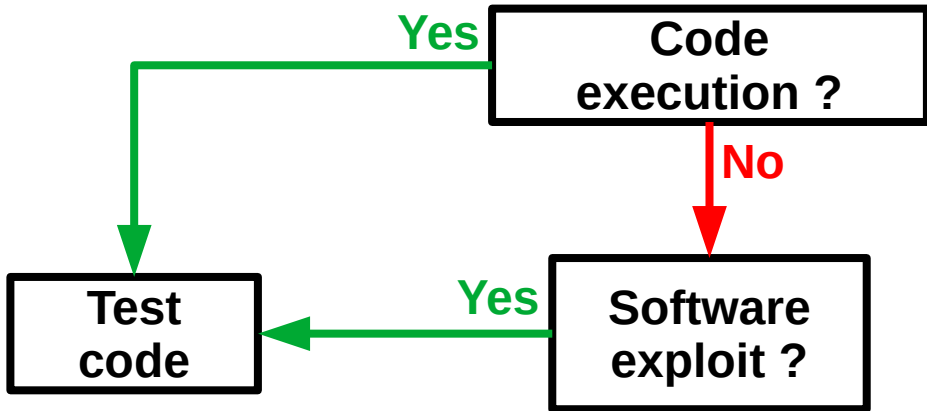 Yes
Code
execution ?
No
Test
code
Yes
Software
exploit ?